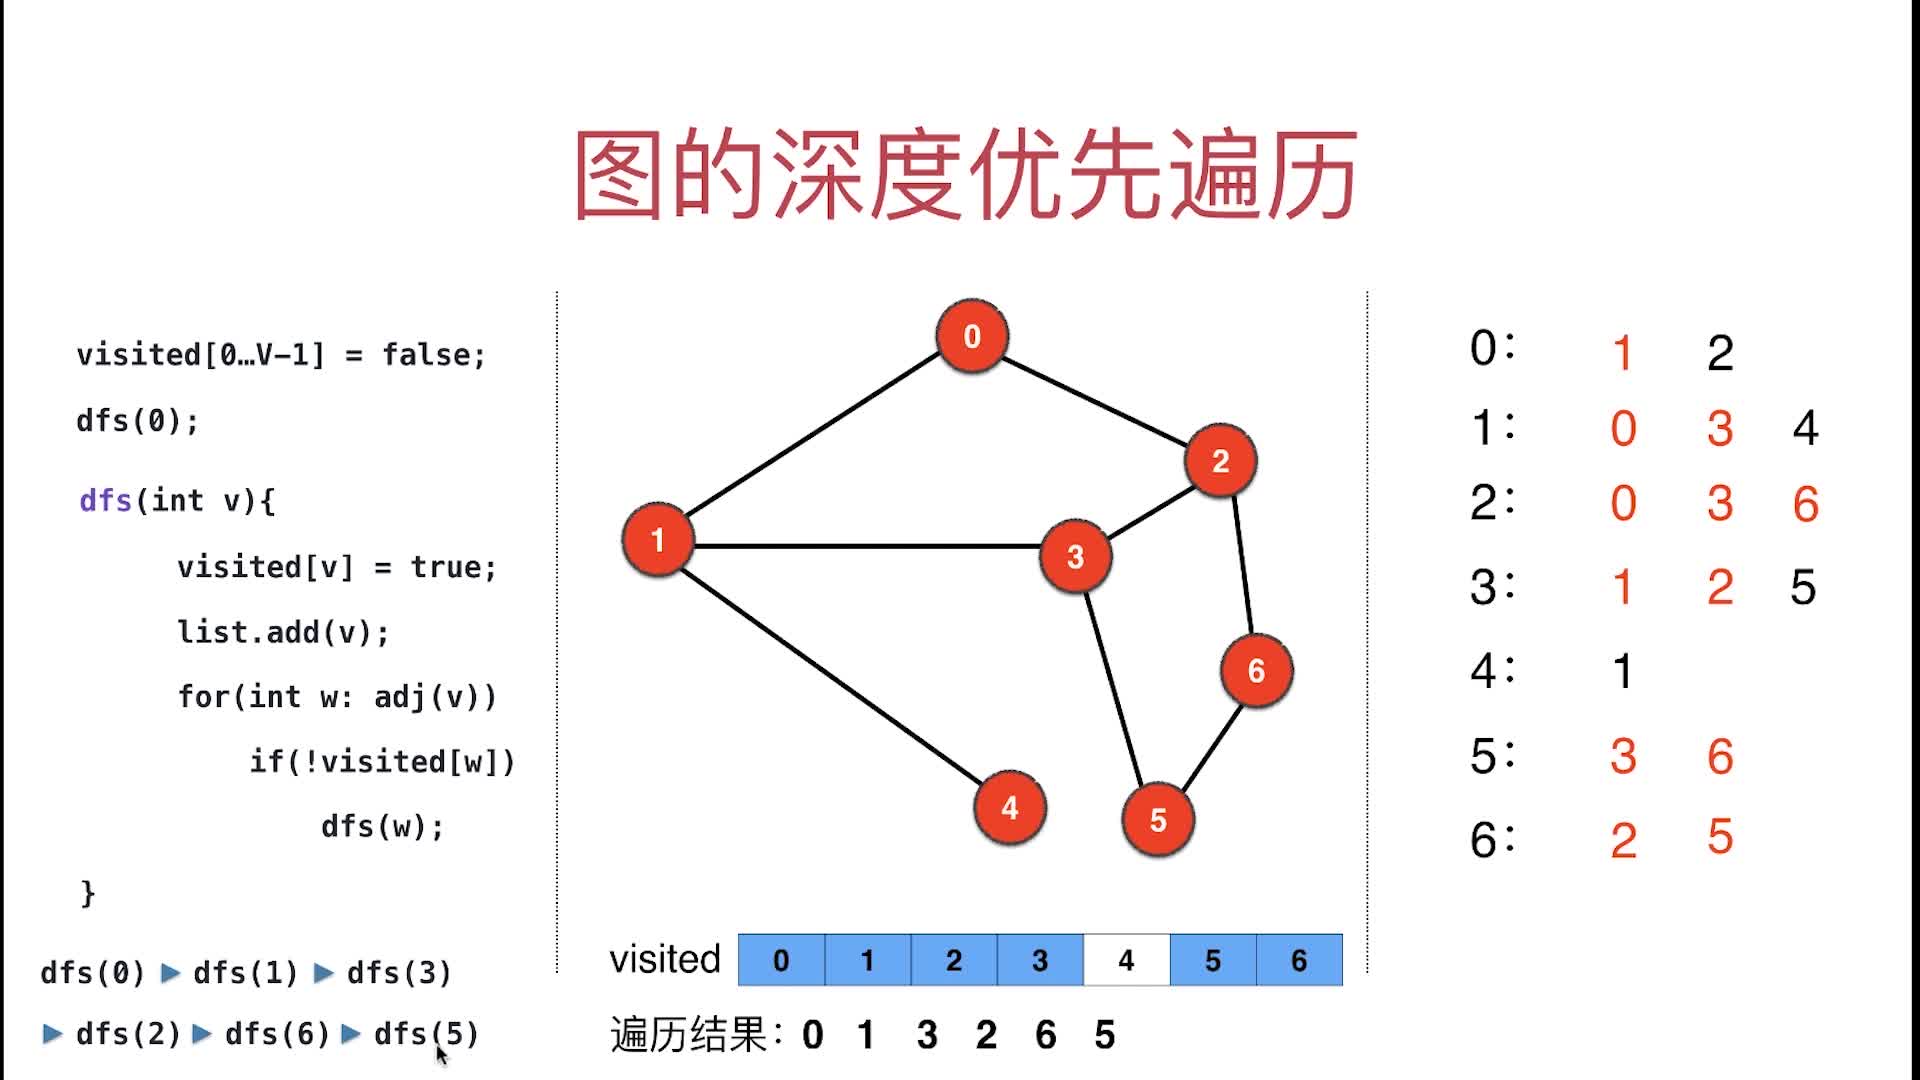 图的深度优先遍历
visited[0…V-1] = false;
dfs(0);
dfs(int v){
visited[v] = true;
list.add(v);
for(int w: adj(v))
if(!visited[w])
dfs(w);
}
dfs(0) ▶ dfs(1) ▶ dfs(3)
▶ dfs(2) ▶ dfs(6) ▶ dfs(5)
0
2
1
3
6
4
5
visited 0 1 2 3 4 5 6
遍历结果: 0 1 3 2 6 5
0: 1 2
1: 0 3 4
2: 0 3 6
3: 1 2 5
4: 1
5: 3 6
6: 2 5